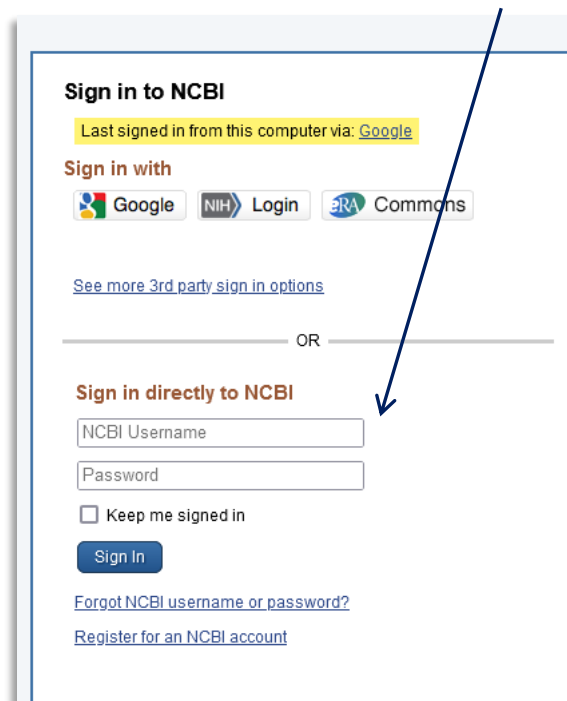 Sign in to NCBI
Last signed in from this computer via: Google
Sign in with
Google NIH Login eRA Commons
See more 3rd party sign in options
OR
Sign in directly to NCBI
NCBI Username
Password
Keep me signed in
Sign In
Forgot NCBI username or password?
Register for an NCBI account